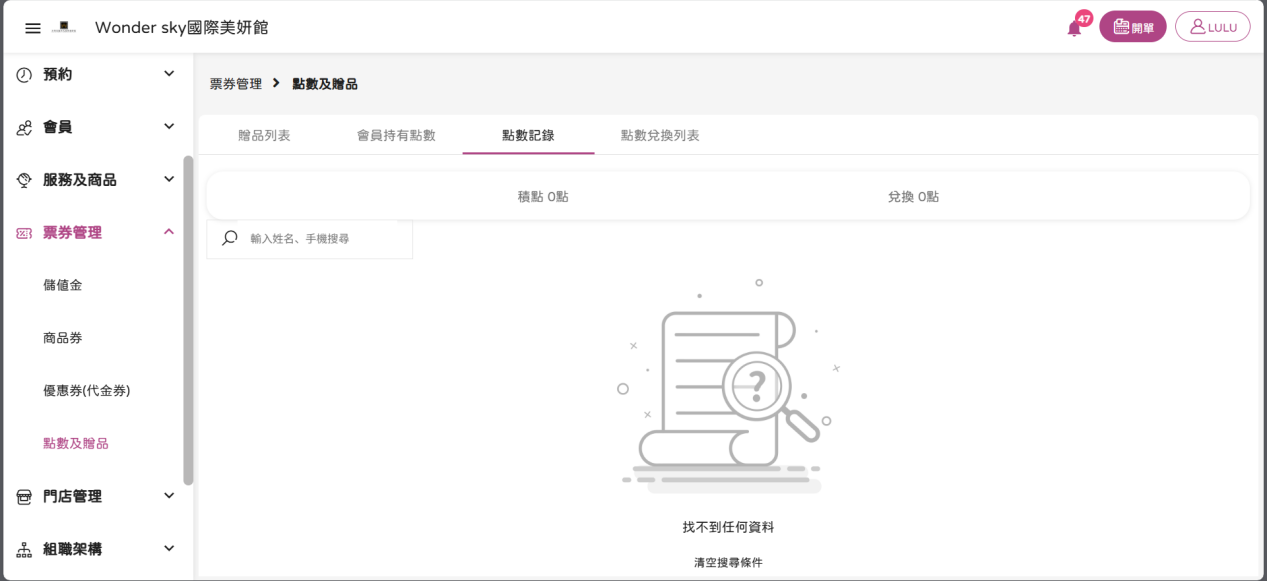 Wonder sky國際美妍館
47
開單
LULU
預約
會員
服務及商品
票券管理
儲值金
商品券
優惠券(代金券)
點數及贈品
門店管理
組職架構
票券管理 > 點數及贈品
贈品列表 會員持有點數 點數記錄 點數兌換列表
積點 0點 兌換 0點
輸入姓名、手機搜尋
?
找不到任何資料
清空搜尋條件